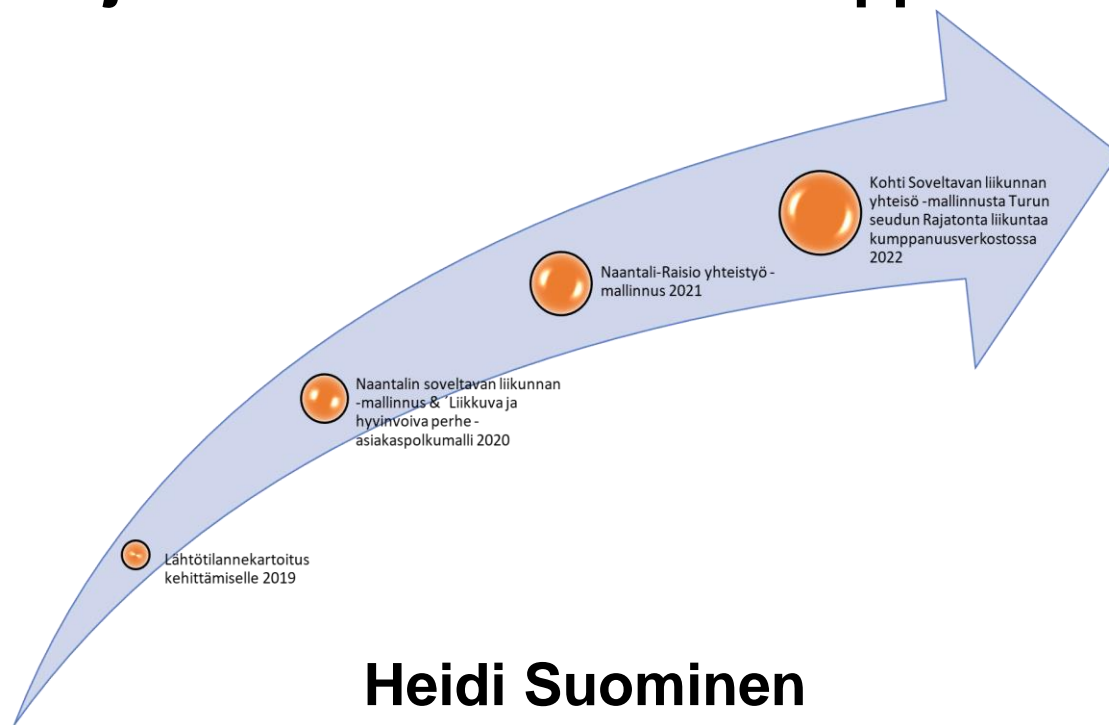 Kohti Soveltavan liikunnan
yhteisö -mallinnusta Turun
seudun Rajatonta liikuntaa
kumppanuusverkostossa
2022
Naantali-Raisio yhteistyö -
mallinnus 2021
Naantalin soveltavan liikunnan
-mallinnus & ´Liikkuva ja
hyvinvoiva perhe -
asiakaspolkumalli 2020
Lähtötilannekartoitus
kehittämiselle 2019
Heidi Suominen